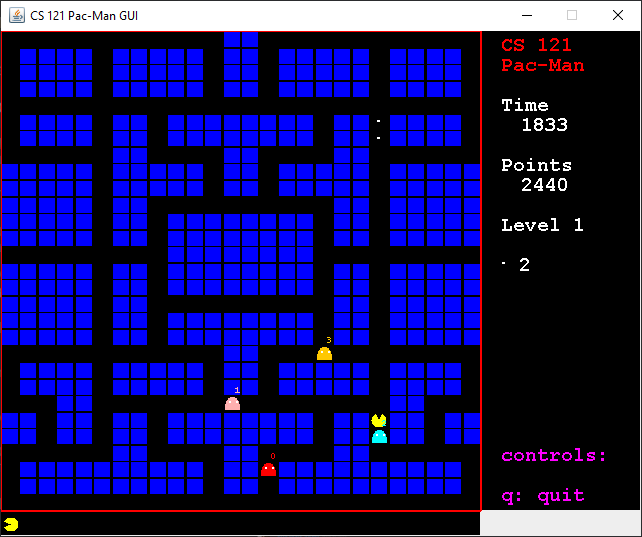 CS 121 Pac-Man GUI
CS 121
Pac-Man
Time
1833
Points
2440
Level 1
· 2
3
1
0
controls:
q: quit